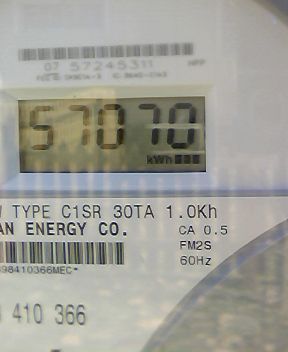 07 57245311
57070
kWh
TYPE C1SR 30TA 1.0Kh
AN ENERGY CO.
CA 0.5
FM2S
60Hz
98410366MEC*
410 366